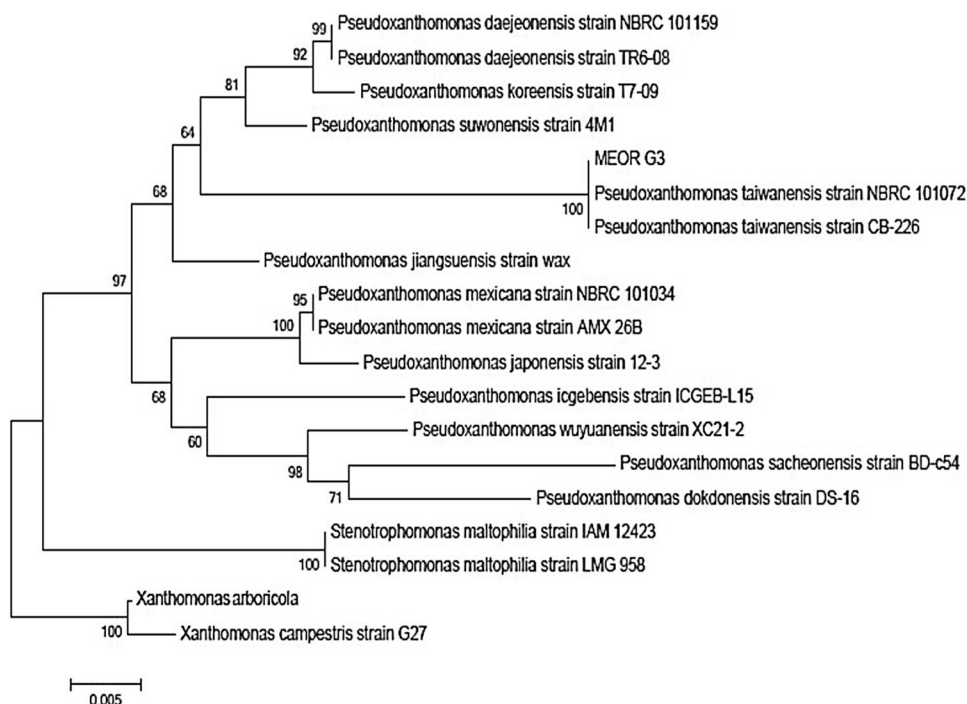 99
Pseudoxanthomonas daejeonensis strain NBRC 101159
92
Pseudoxanthomonas daejeonensis strain TR6-08
81
Pseudoxanthomonas koreensis strain T7-09
Pseudoxanthomonas suwonensis strain 4M1
64
MEOR G3
Pseudoxanthomonas taiwanensis strain NBRC 101072
100
Pseudoxanthomonas taiwanensis strain CB-226
68
Pseudoxanthomonas jiangsuensis strain wax
97
95
Pseudoxanthomonas mexicana strain NBRC 101034
100
Pseudoxanthomonas mexicana strain AMX 26B
Pseudoxanthomonas japonensis strain 12-3
68
Pseudoxanthomonas icgebensis strain ICGEB-L15
60
Pseudoxanthomonas wuyuanensis strain XC21-2
98
Pseudoxanthomonas sacheonensis strain BD-c54
71
Pseudoxanthomonas dokdonensis strain DS-16
Stenotrophomonas maltophilia strain IAM 12423
100
Stenotrophomonas maltophilia strain LMG 958
Xanthomonas arboricola
100
Xanthomonas campestris strain G27
0.005